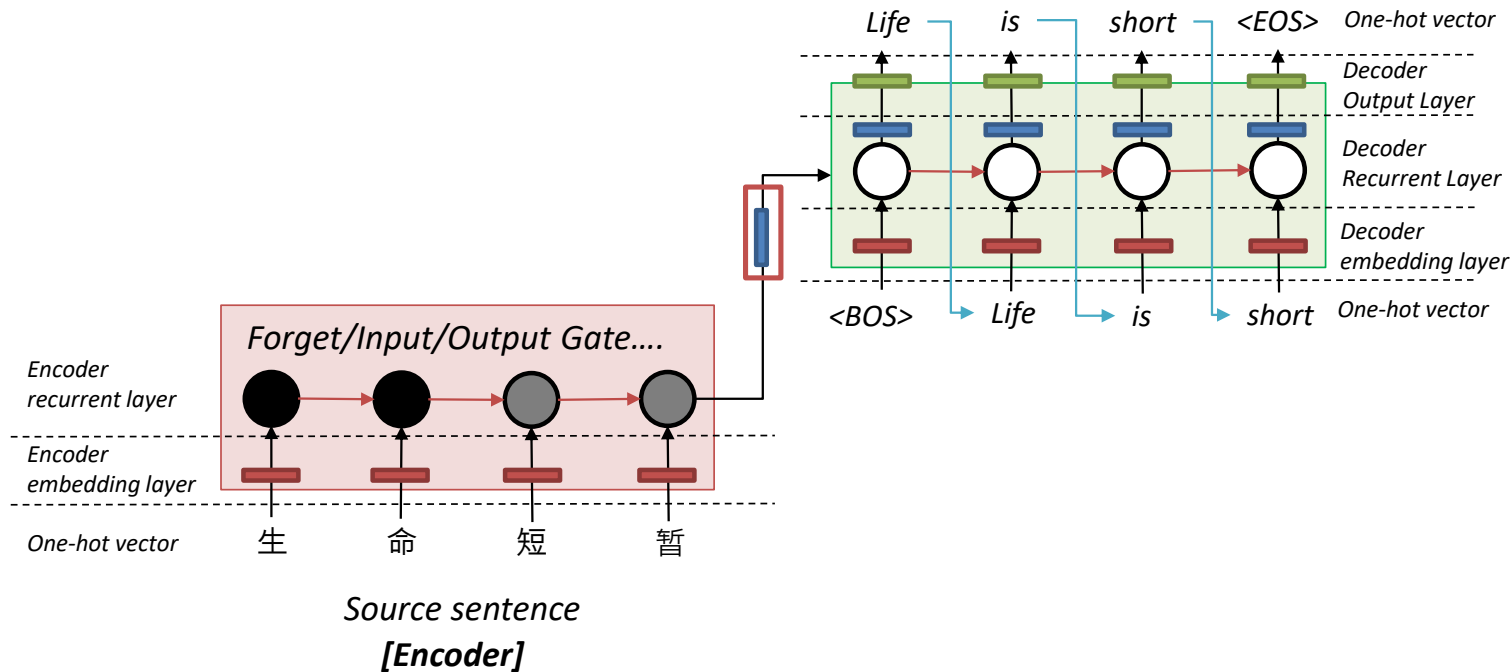 Life is short <EOS> One-hot vector
Decoder
Output Layer
Decoder
Recurrent Layer
Decoder
embedding layer
<BOS> Life is short One-hot vector
Forget/Input/Output Gate....
Encoder
recurrent layer
Encoder
embedding layer
One-hot vector 生 命 短 暂
Source sentence
[Encoder]